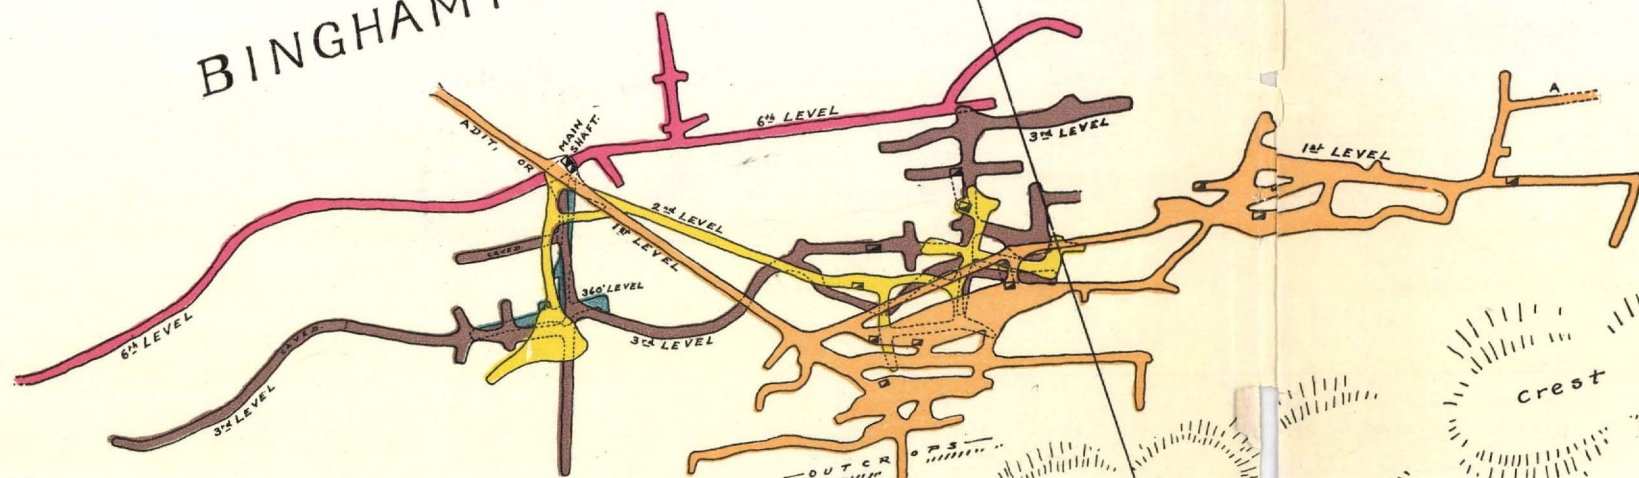 BINGHAM
ADIT, OR
MAIN
SHAFT.
6th LEVEL
3rd LEVEL
A
1st LEVEL
2nd LEVEL
1st LEVEL
CAVED
360' LEVEL
3rd LEVEL
6th LEVEL
CAVED
3rd LEVEL
crest
OUTCROPS